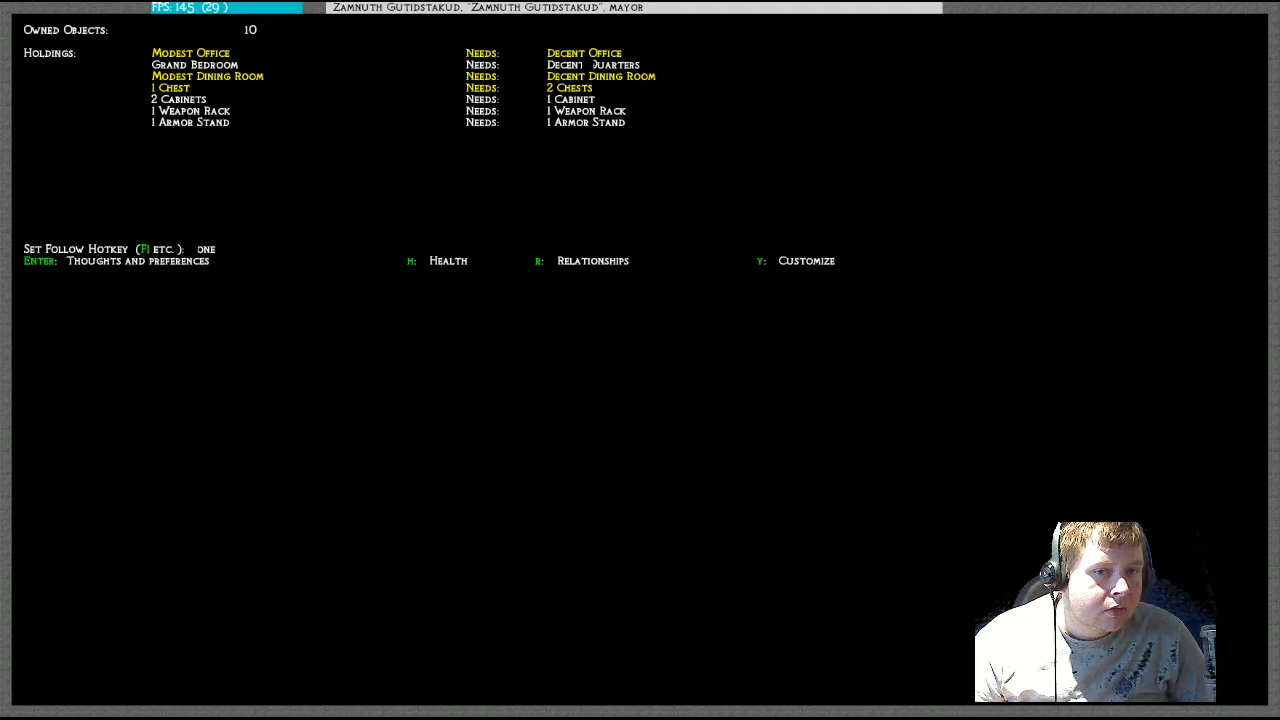 FPS: 145 (29 ) Zamnuth Gutidstakud, "Zamnuth Gutidstakud", mayor
Owned Objects: 10
Holdings: Modest Office Needs: Decent Office
Grand Bedroom Needs: Decent uarters
Modest Dining Room Needs: Decent Dining Room
1 Chest Needs: 2 Chests
2 Cabinets Needs: 1 Cabinet
1 Weapon Rack Needs: 1 Weapon Rack
1 Armor Stand Needs: 1 Armor Stand
Set Follow Hotkey (F1 etc. ): one
Enter: Thoughts and preferences H: Health R: Relationships Y: Customize